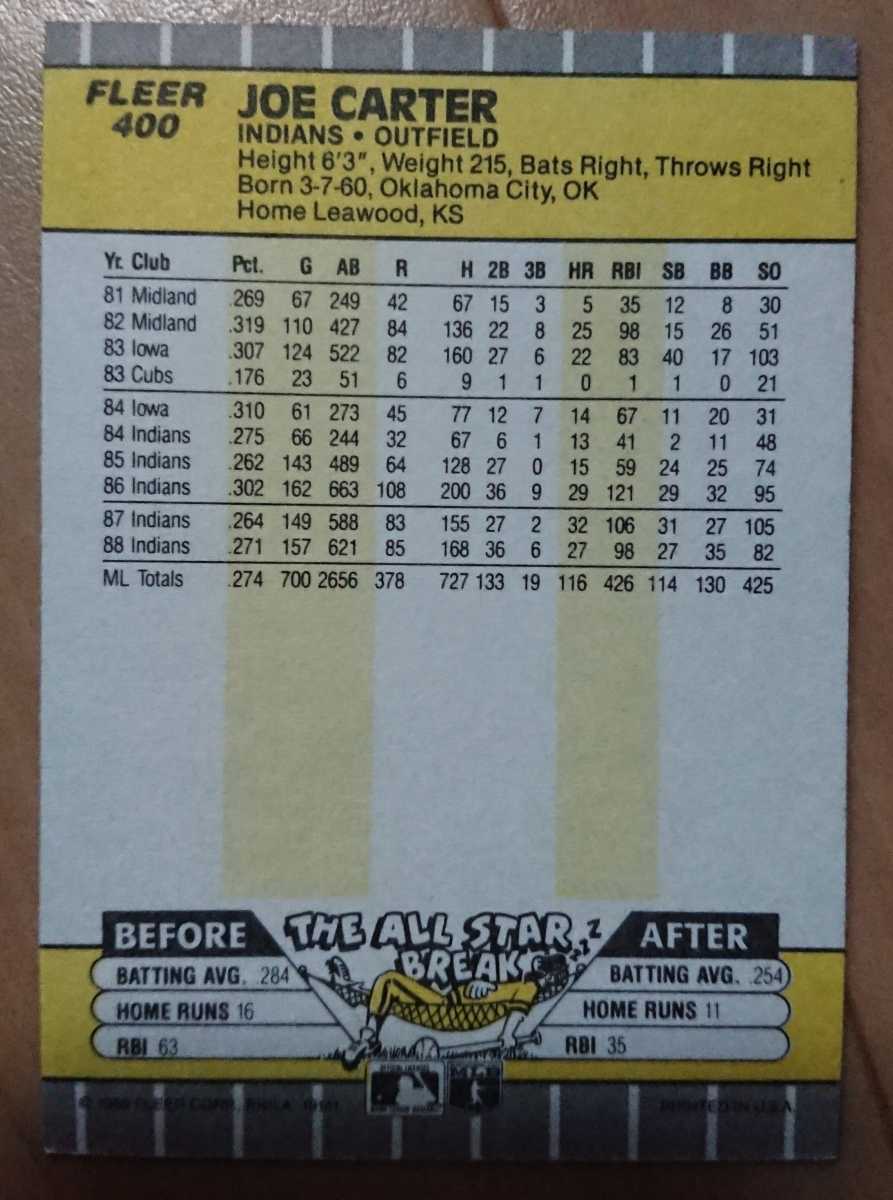 FLEER
400
JOE CARTER
INDIANS • OUTFIELD
Height 6'3", Weight 215, Bats Right, Throws Right
Born 3-7-60, Oklahoma City, OK
Home Leawood, KS
Yr. Club Pct. G AB R H 2B 3B HR RBI SB BB SO
81 Midland .269 67 249 42 67 15 3 5 35 12 8 30
82 Midland .319 110 427 84 136 22 8 25 98 15 26 51
83 Iowa .307 124 522 82 160 27 6 22 83 40 17 103
83 Cubs .176 23 51 6 9 1 1 0 1 1 0 21
84 Iowa .310 61 273 45 77 12 7 14 67 11 20 31
84 Indians .275 66 244 32 67 6 1 13 41 2 11 48
85 Indians .262 143 489 64 128 27 0 15 59 24 25 74
86 Indians .302 162 663 108 200 36 9 29 121 29 32 95
87 Indians .264 149 588 83 155 27 2 32 106 31 27 105
88 Indians .271 157 621 85 168 36 6 27 98 27 35 82
ML Totals .274 700 2656 378 727 133 19 116 426 114 130 425
BEFORE THE ALL STAR BREAK ZZZ AFTER
BATTING AVG. .284 BATTING AVG. .254
HOME RUNS 16 HOME RUNS 11
RBI 63 RBI 35
MLB
FLEER CORP., PHILA. 19141 PRINTED IN U.S.A.